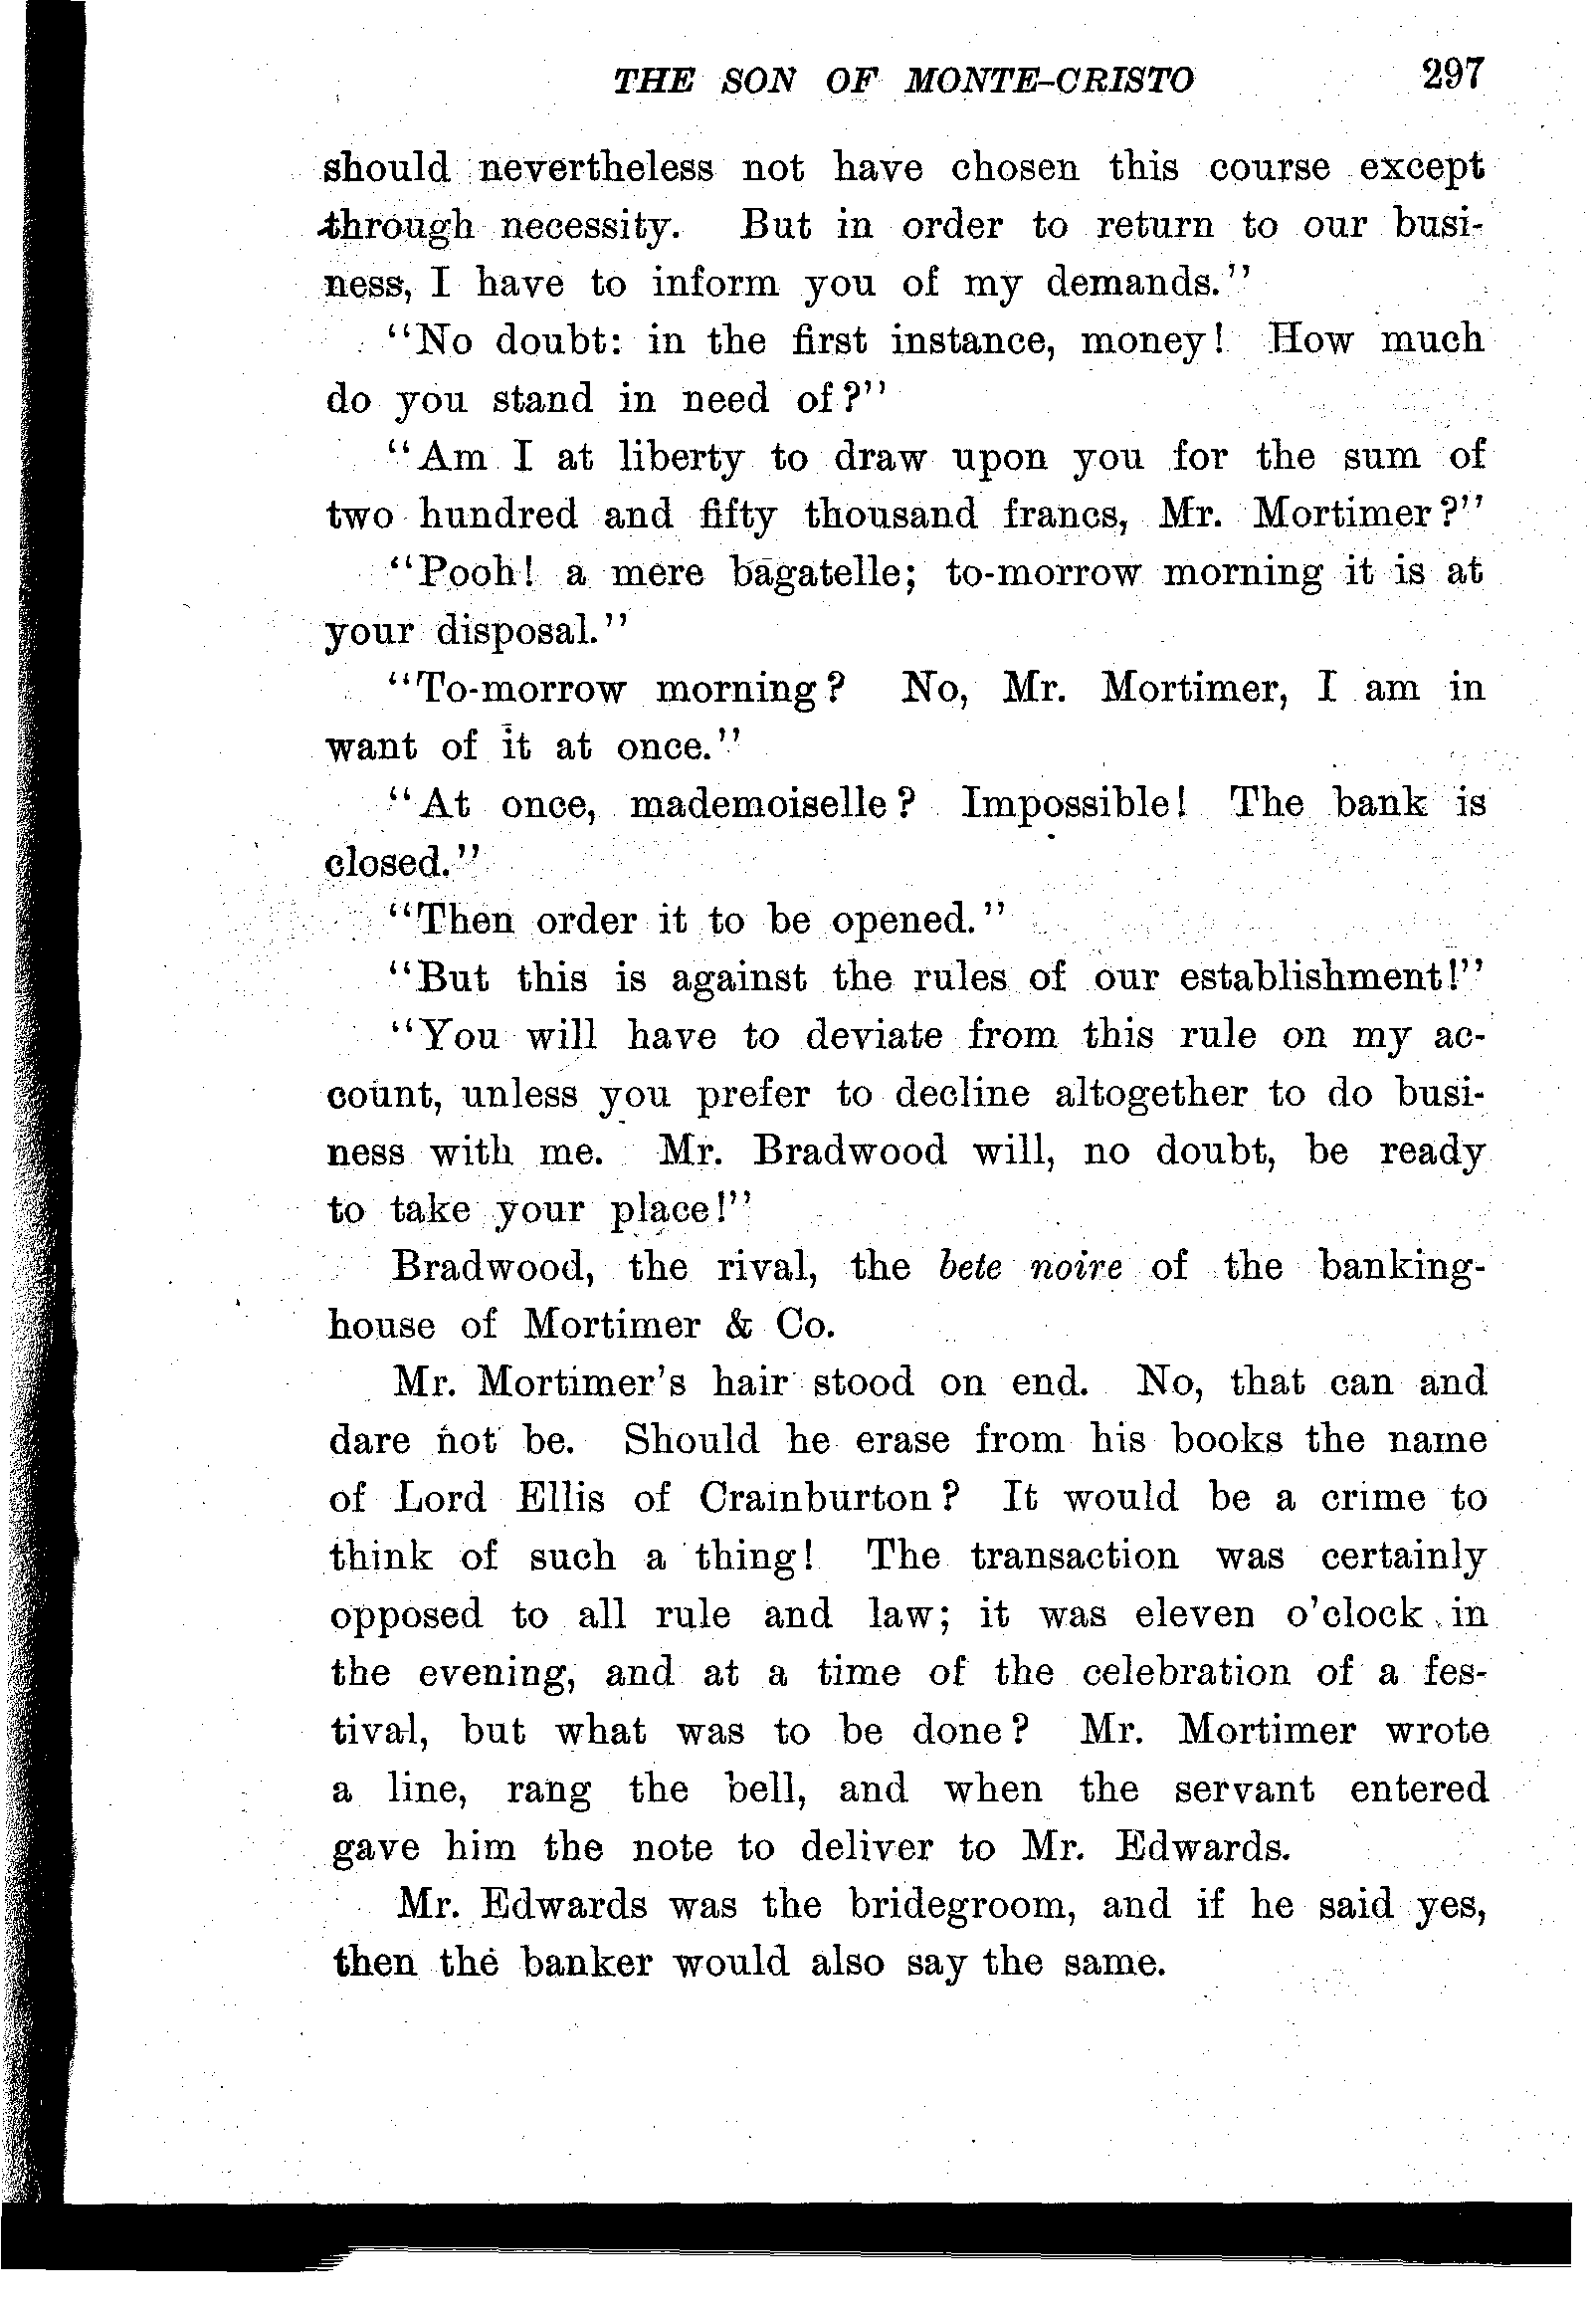 THE SON OF MONTE-CRISTO 297
should nevertheless not have chosen this course except
through necessity. But in order to return to our busi-
ness, I have to inform you of my demands."
"No doubt: in the first instance, money! How much
do you stand in need of?"
"Am I at liberty to draw upon you for the sum of
two hundred and fifty thousand francs, Mr. Mortimer?"
"Pooh! a mere bagatelle; to-morrow morning it is at
your disposal."
"To-morrow morning? No, Mr. Mortimer, I am in
want of it at once."
"At once, mademoiselle? Impossible! The bank is
closed."
"Then order it to be opened."
"But this is against the rules of our establishment!"
"You will have to deviate from this rule on my ac-
count, unless you prefer to decline altogether to do busi-
ness with me. Mr. Bradwood will, no doubt, be ready
to take your place!"
Bradwood, the rival, the bete noire of the banking-
house of Mortimer & Co.
Mr. Mortimer's hair stood on end. No, that can and
dare not be. Should he erase from his books the name
of Lord Ellis of Crainburton? It would be a crime to
think of such a thing! The transaction was certainly
opposed to all rule and law; it was eleven o'clock in
the evening, and at a time of the celebration of a fes-
tival, but what was to be done? Mr. Mortimer wrote
a line, rang the bell, and when the servant entered
gave him the note to deliver to Mr. Edwards.
Mr. Edwards was the bridegroom, and if he said yes,
then the banker would also say the same.